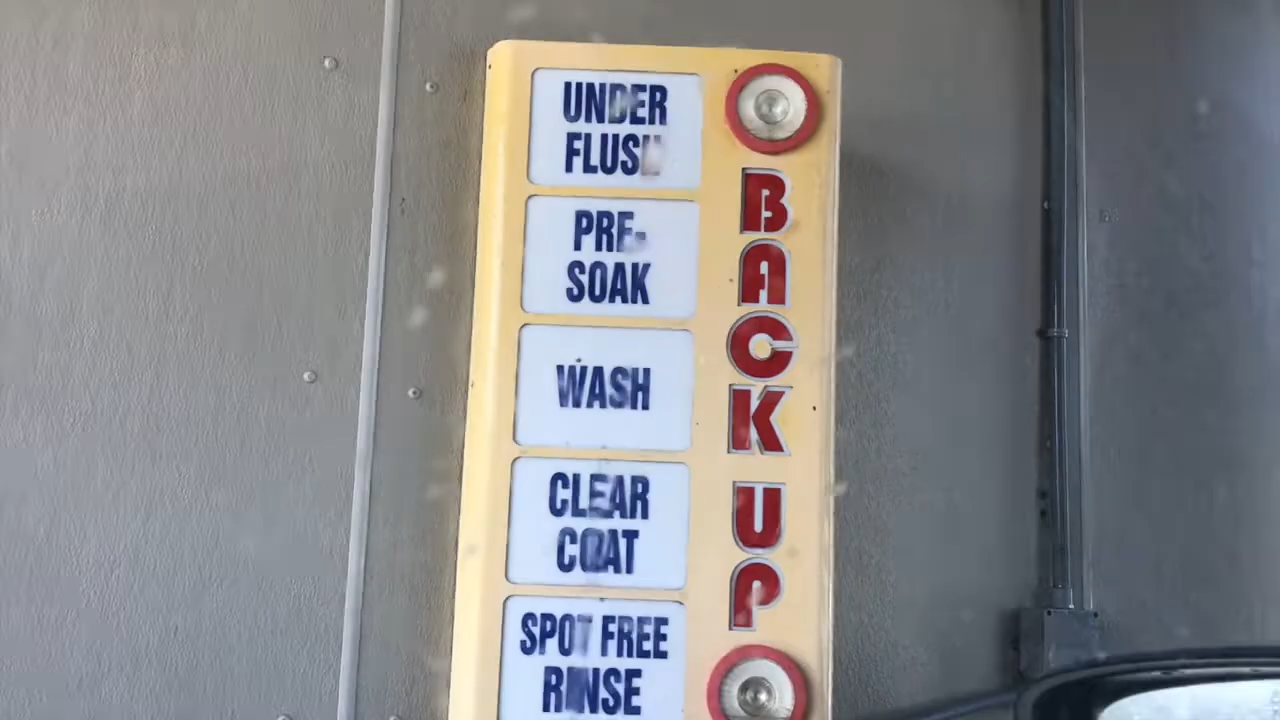 UNDER
FLUSH
PRE-
SOAK
WASH
CLEAR
COAT
SPOT FREE
RINSE
BACK UP